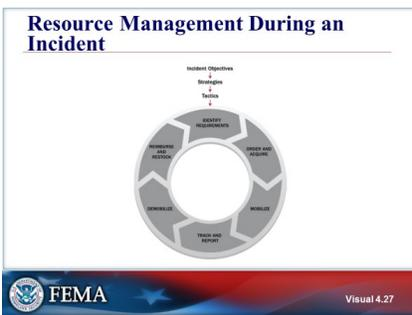 Resource Management During an
Incident
Incident Objectives
Strategies
Tactics
IDENTIFY
REQUIREMENTS
ORDER AND
ACQUIRE
MOBILIZE
TRACK AND
REPORT
DEMOBILIZE
REIMBURSE
AND
RESTOCK
FEMA
Visual 4.27